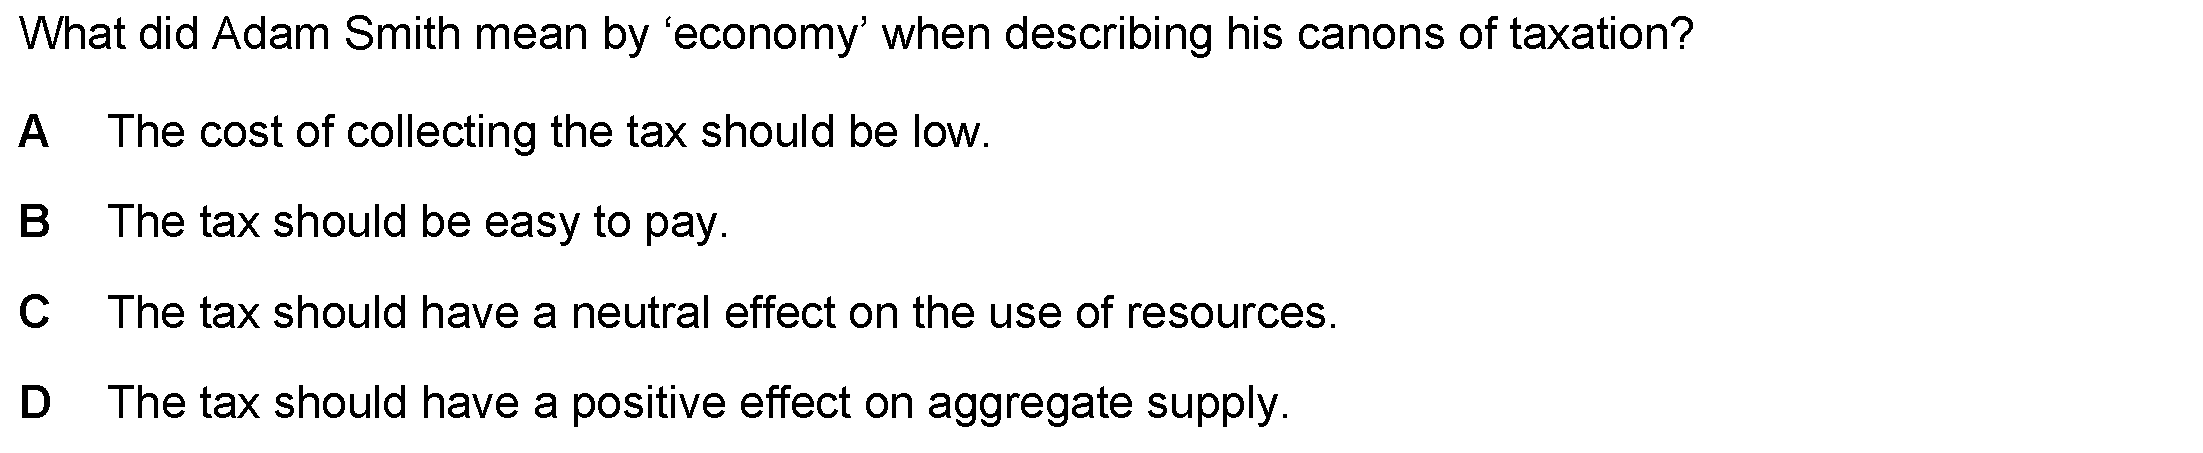 What did Adam Smith mean by ‘economy’ when describing his canons of taxation?
A The cost of collecting the tax should be low.
B The tax should be easy to pay.
C The tax should have a neutral effect on the use of resources.
D The tax should have a positive effect on aggregate supply.